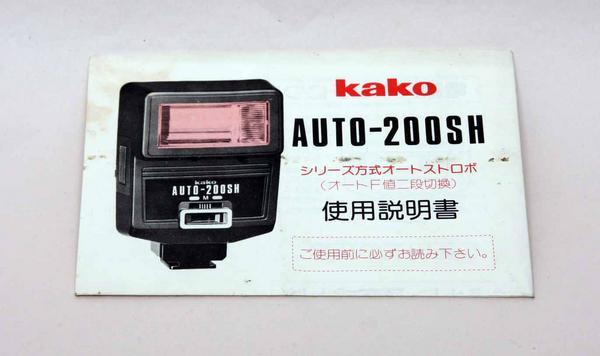 kako
AUTO-200SH
シリーズ方式オートストロボ
(オートF値二段切換)
使用説明書
ご使用前に必ずお読み下さい。
kako
AUTO-200SH
M